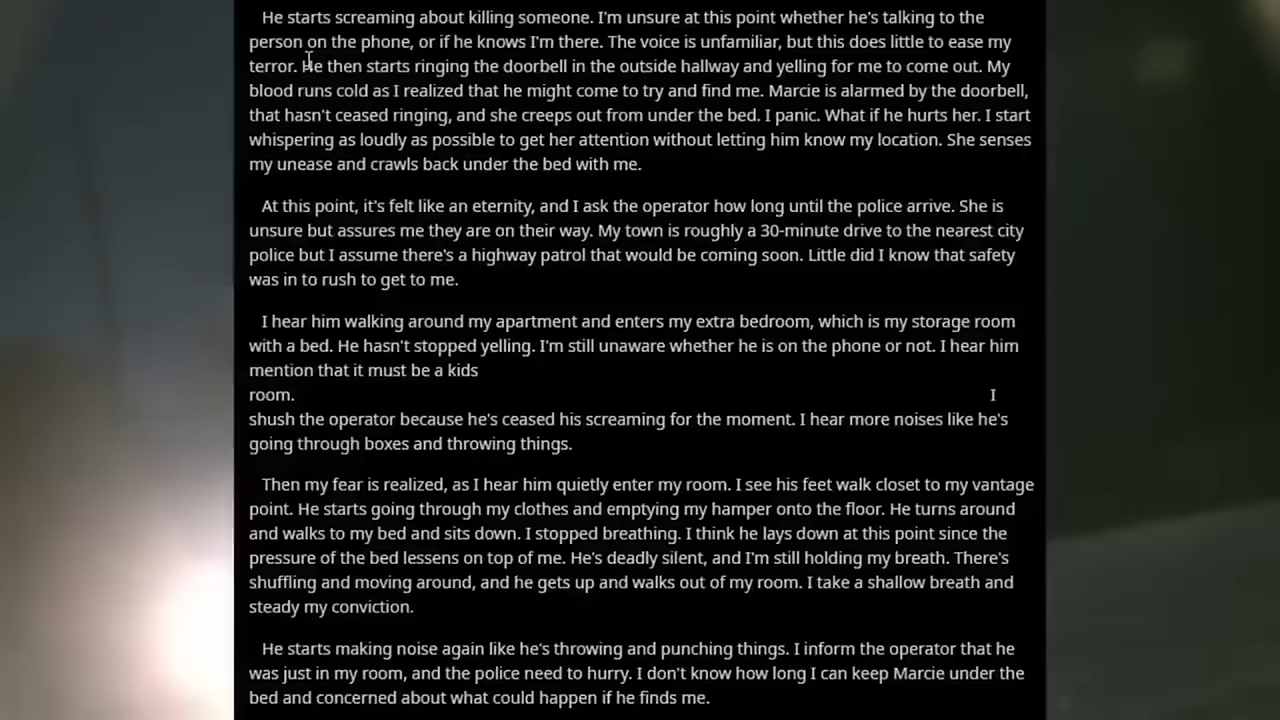 He starts screaming about killing someone. I'm unsure at this point whether he's talking to the
person on the phone, or if he knows I'm there. The voice is unfamiliar, but this does little to ease my
terror. He then starts ringing the doorbell in the outside hallway and yelling for me to come out. My
blood runs cold as I realized that he might come to try and find me. Marcie is alarmed by the doorbell,
that hasn't ceased ringing, and she creeps out from under the bed. I panic. What if he hurts her. I start
whispering as loudly as possible to get her attention without letting him know my location. She senses
my unease and crawls back under the bed with me.
At this point, it's felt like an eternity, and I ask the operator how long until the police arrive. She is
unsure but assures me they are on their way. My town is roughly a 30-minute drive to the nearest city
police but I assume there's a highway patrol that would be coming soon. Little did I know that safety
was in to rush to get to me.
I hear him walking around my apartment and enters my extra bedroom, which is my storage room
with a bed. He hasn't stopped yelling. I'm still unaware whether he is on the phone or not. I hear him
mention that it must be a kids
room. I
shush the operator because he's ceased his screaming for the moment. I hear more noises like he's
going through boxes and throwing things.
Then my fear is realized, as I hear him quietly enter my room. I see his feet walk closet to my vantage
point. He starts going through my clothes and emptying my hamper onto the floor. He turns around
and walks to my bed and sits down. I stopped breathing. I think he lays down at this point since the
pressure of the bed lessens on top of me. He's deadly silent, and I'm still holding my breath. There's
shuffling and moving around, and he gets up and walks out of my room. I take a shallow breath and
steady my conviction.
He starts making noise again like he's throwing and punching things. I inform the operator that he
was just in my room, and the police need to hurry. I don't know how long I can keep Marcie under the
bed and concerned about what could happen if he finds me.